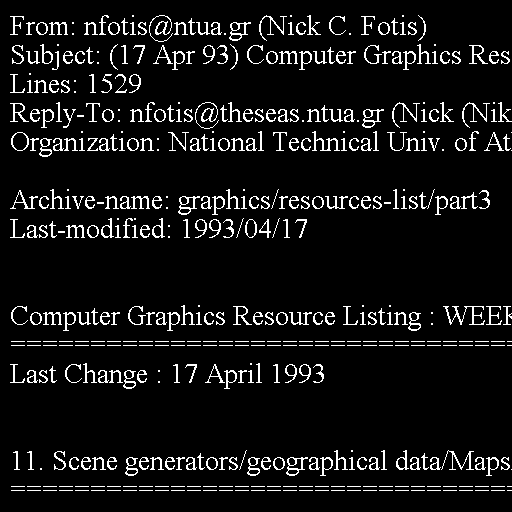 From: nfotis@ntua.gr (Nick C. Fotis)
Subject: (17 Apr 93) Computer Graphics Res
Lines: 1529
Reply-To: nfotis@theseas.ntua.gr (Nick (Nik
Organization: National Technical Univ. of At

Archive-name: graphics/resources-list/part3
Last-modified: 1993/04/17

Computer Graphics Resource Listing : WEEK
===================================
Last Change : 17 April 1993

11. Scene generators/geographical data/Maps
===================================